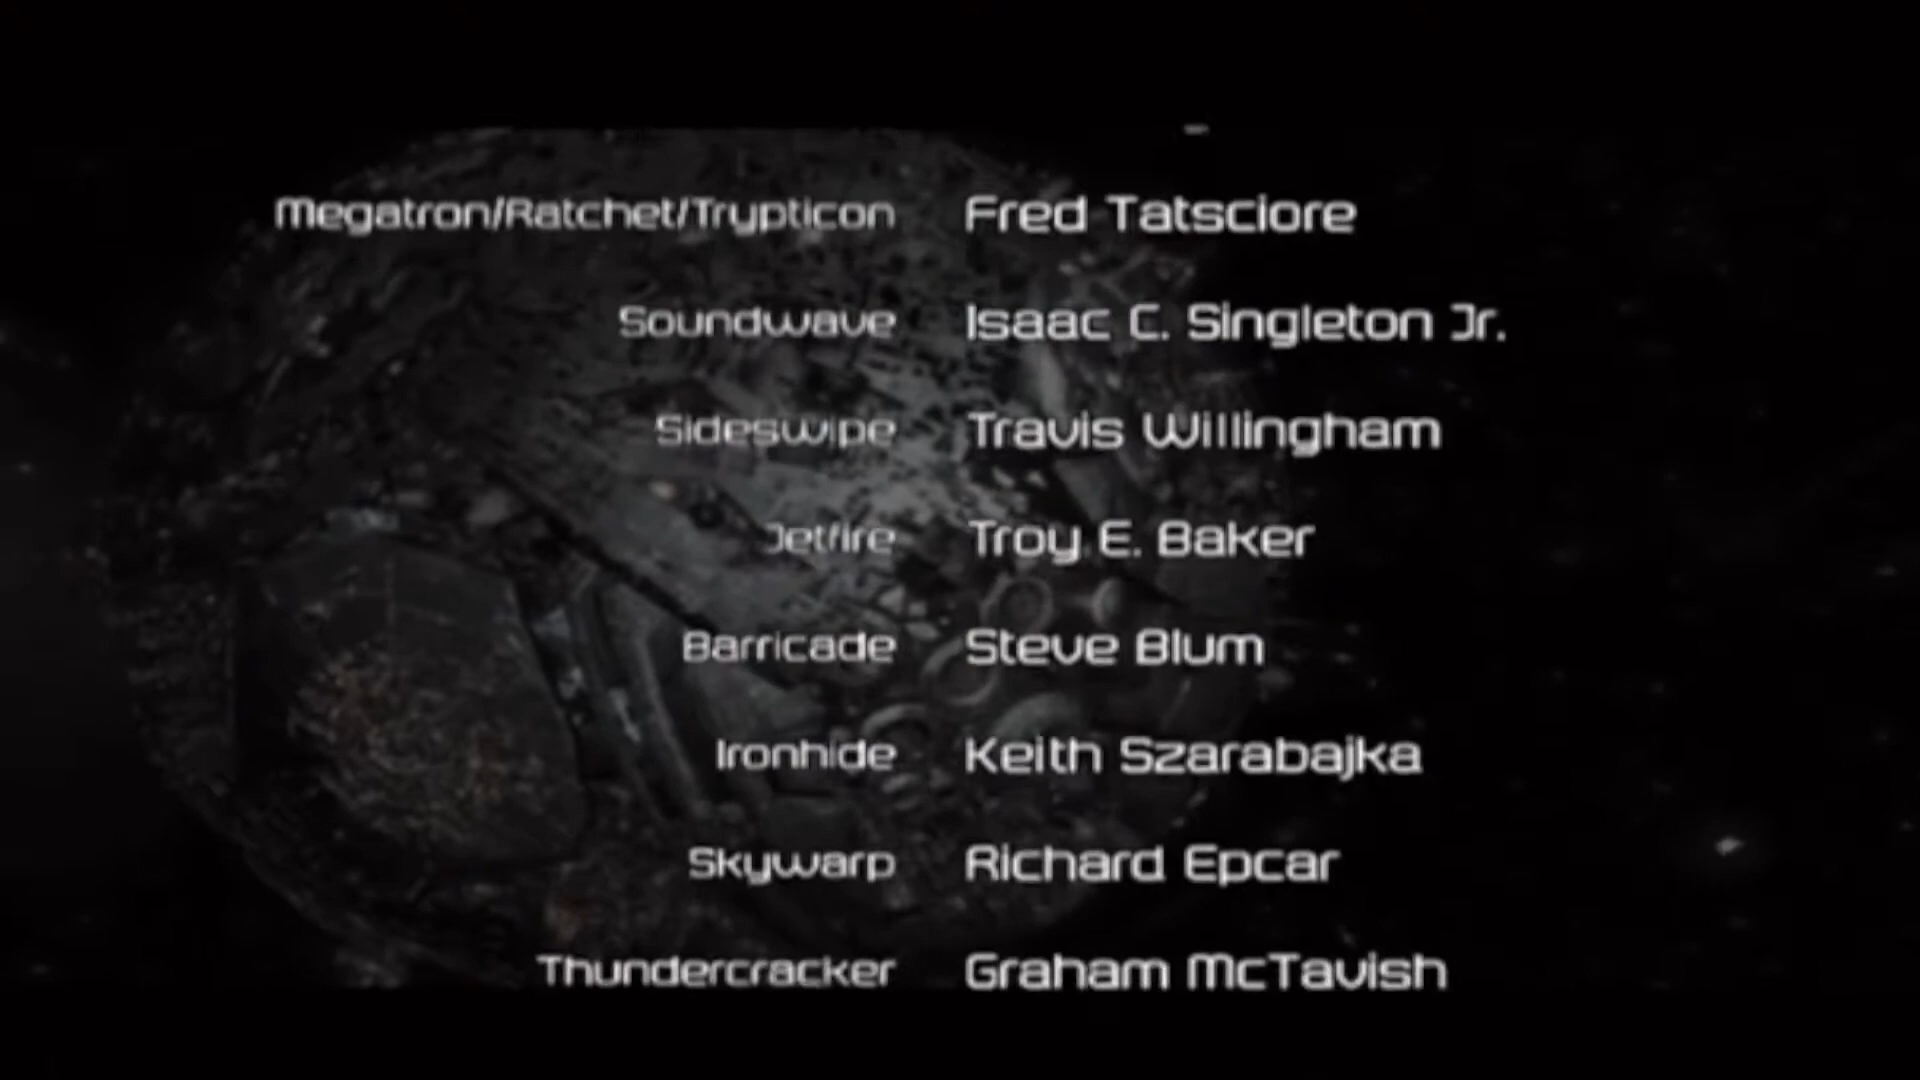 Megatron/Ratchet/Trypticon Fred Tatsciore
Soundwave Isaac C. Singleton Jr.
Sideswipe Travis Willingham
Jetfire Troy E. Baker
Barricade Steve Blum
Ironhide Keith Szarabajka
Skywarp Richard Epcar
Thundercracker Graham McTavish